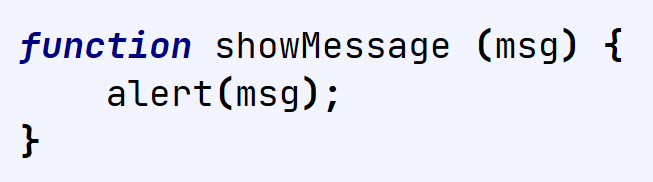 function showMessage (msg) {
    alert(msg);
}